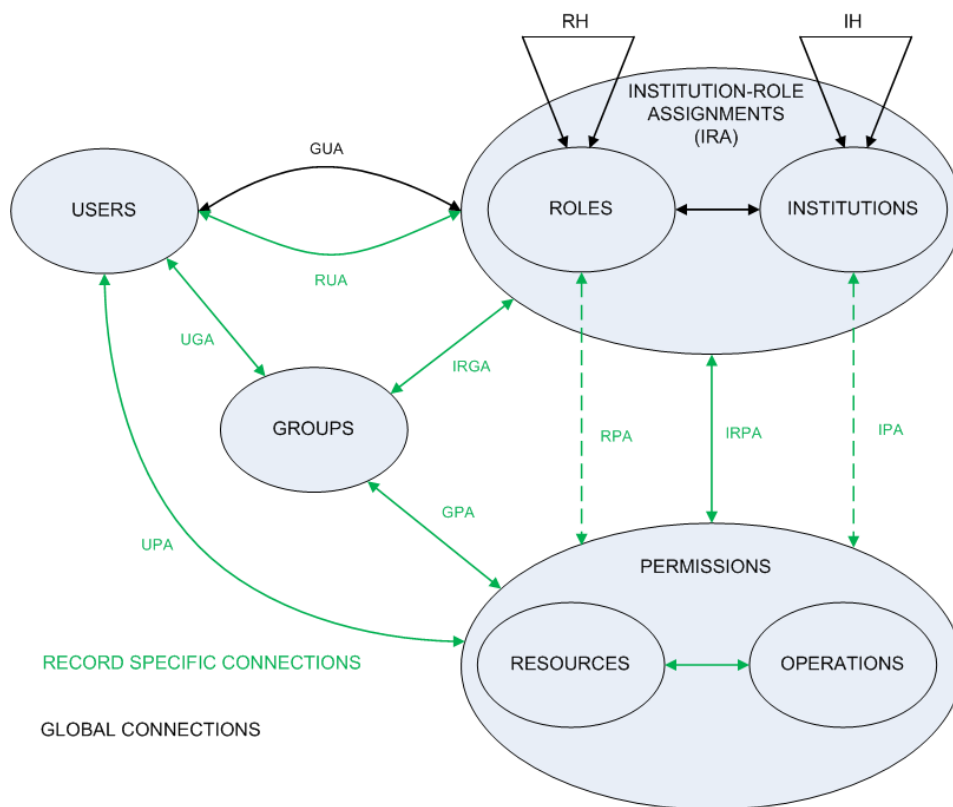 RH
IH
INSTITUTION-ROLE
ASSIGNMENTS
(IRA)
GUA
USERS
ROLES
INSTITUTIONS
RUA
UGA
IRGA
GROUPS
RPA
IRPA
IPA
GPA
UPA
PERMISSIONS
RECORD SPECIFIC CONNECTIONS
RESOURCES
OPERATIONS
GLOBAL CONNECTIONS